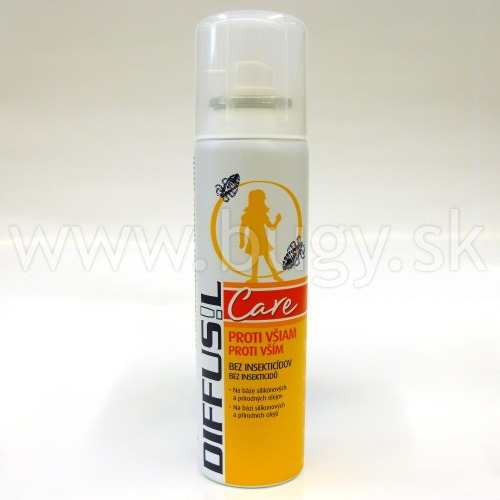 www.bugy.sk
DIFFUSIL
Care
PROTI VŠIAM
PROTI VŠÍM
BEZ INSEKTICÍDOV
BEZ INSEKTICIDŮ
- Na báze silikónových
a prírodných olejov
- Na bázi silikonových
a přírodních olejů